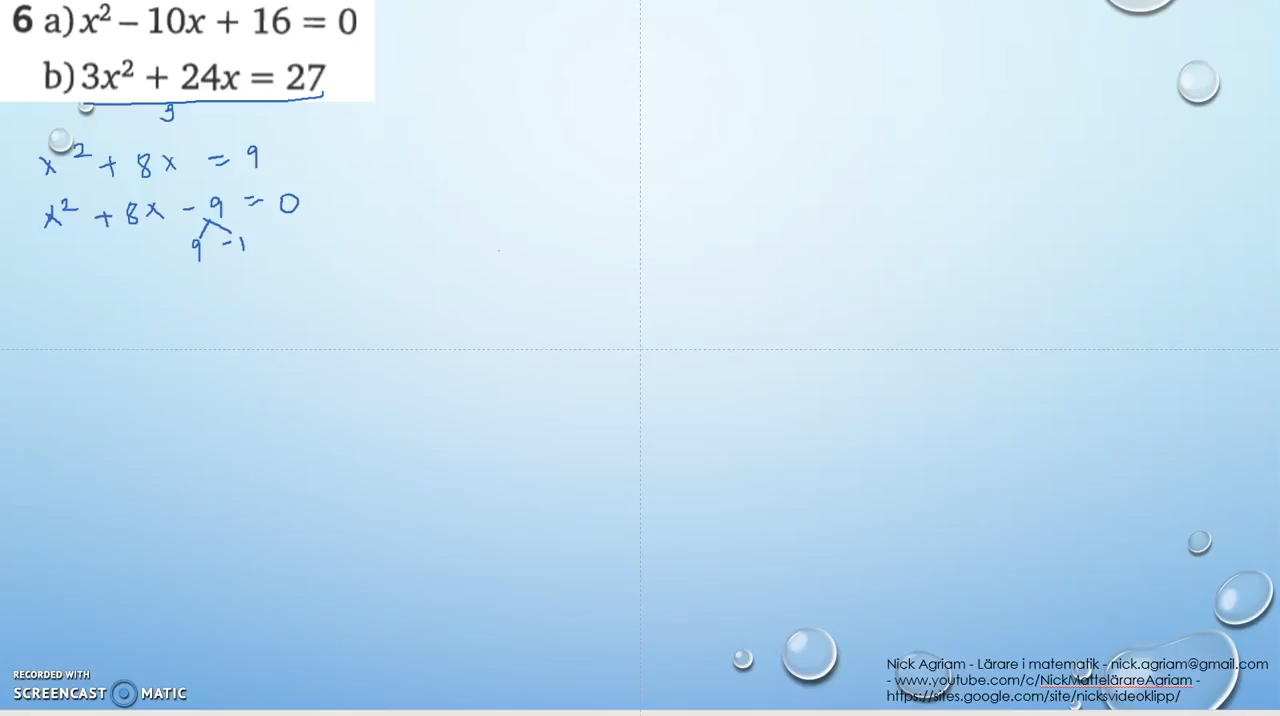 6 a) x² – 10x + 16 = 0
b) 3x² + 24x = 27
3
x² + 8x = 9
x² + 8x - 9 = 0
9 -1
RECORDED WITH
SCREENCAST MATIC
Nick Agriam - Lärare i matematik - nick.agriam@gmail.com
- www.youtube.com/c/NickMattelärareAgriam -
https://sites.google.com/site/nicksvideoklipp/